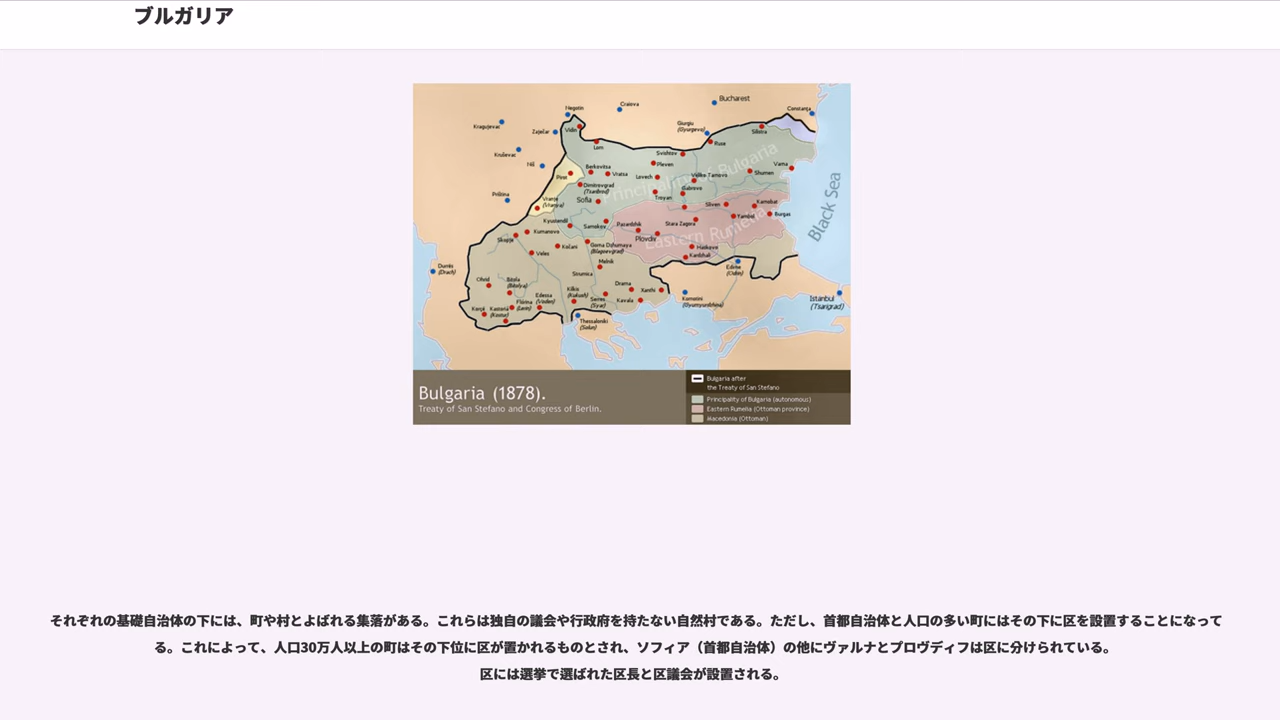 ブルガリア
Negotin
Craiova
Bucharest
Constanța
Kragujevac
Zaječar
Vidin
Giurgiu
(Gyurgevo)
Silistra
Lom
Ruse
Kruševac
Svishtov
Niš
Berkovitsa
Pleven
Varna
Pirot
Vratsa
Lovech
Veliko Tarnovo
Shumen
Principality of Bulgaria
Dimitrovgrad
(Tsaribrod)
Gabrovo
Priština
Vranje
(Vranya)
Sofia
Troyan
Sliven
Karnobat
Kyustendil
Samokov
Pazardzhik
Stara Zagora
Yambol
Burgas
Black Sea
Skopje
Kumanovo
Plovdiv
Eastern Rumelia
Kočani
Gorna Dzhumaya
(Blagoevgrad)
Haskovo
Veles
Kardzhali
Melnik
Edirne
(Odrin)
Durrës
(Drach)
Ohrid
Bitola
(Bitolya)
Strumica
Drama
Xanthi
Kilkis
(Kukush)
Edessa
(Voden)
Serres
(Syar)
Kavala
Komotini
(Gyumyurdzhina)
Istanbul
(Tsarigrad)
Korçë
Kastoria
(Kostur)
Flórina
(Lerin)
Thessaloniki
(Solun)
Bulgaria (1878).
Treaty of San Stefano and Congress of Berlin.
Bulgaria after
the Treaty of San Stefano
Principality of Bulgaria (autonomous)
Eastern Rumelia (Ottoman province)
Macedonia (Ottoman)
それぞれの基礎自治体の下には、町や村とよばれる集落がある。これらは独自の議会や行政府を持たない自然村である。ただし、首都自治体と人口の多い町にはその下に区を設置することになって
る。これによって、人口30万人以上の町はその下位に区が置かれるものとされ、ソフィア（首都自治体）の他にヴァルナとプロヴディフは区に分けられている。
区には選挙で選ばれた区長と区議会が設置される。